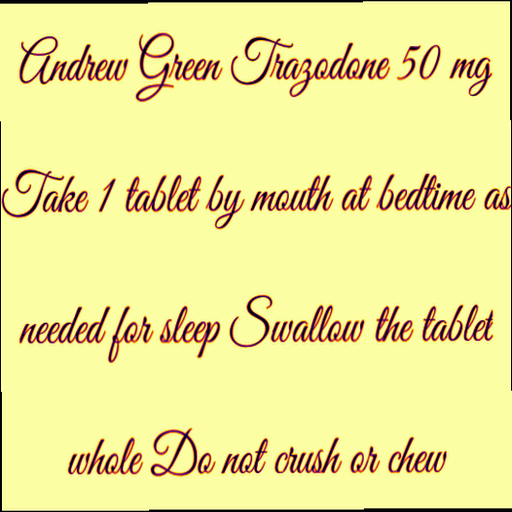 Andrew Green Trazodone 50 mg
Take 1 tablet by mouth at bedtime as
needed for sleep Swallow the tablet
whole Do not crush or chew